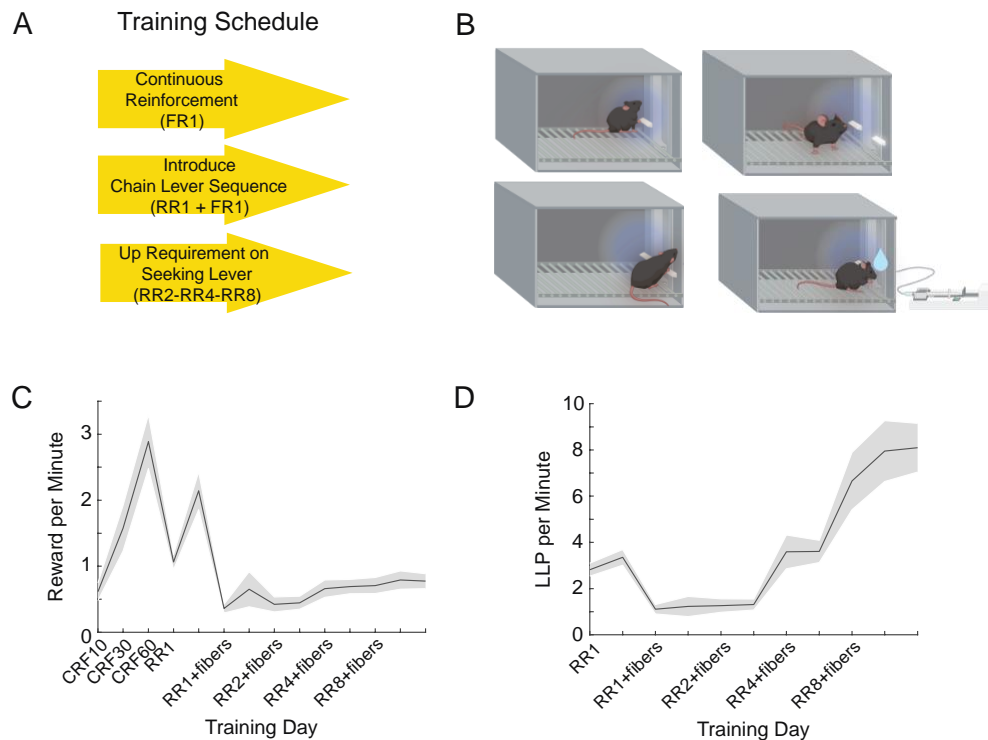 A
Training Schedule
Continuous
Reinforcement
(FR1)
Introduce
Chain Lever Sequence
(RR1 + FR1)
Up Requirement on
Seeking Lever
(RR2-RR4-RR8)
B
C
Reward per Minute
3
2
1
0
CRF10
CRF30
CRF60
RR1
RR1+fibers
RR2+fibers
RR4+fibers
RR8+fibers
Training Day
D
LLP per Minute
10
8
6
4
2
0
RR1
RR1+fibers
RR2+fibers
RR4+fibers
RR8+fibers
Training Day